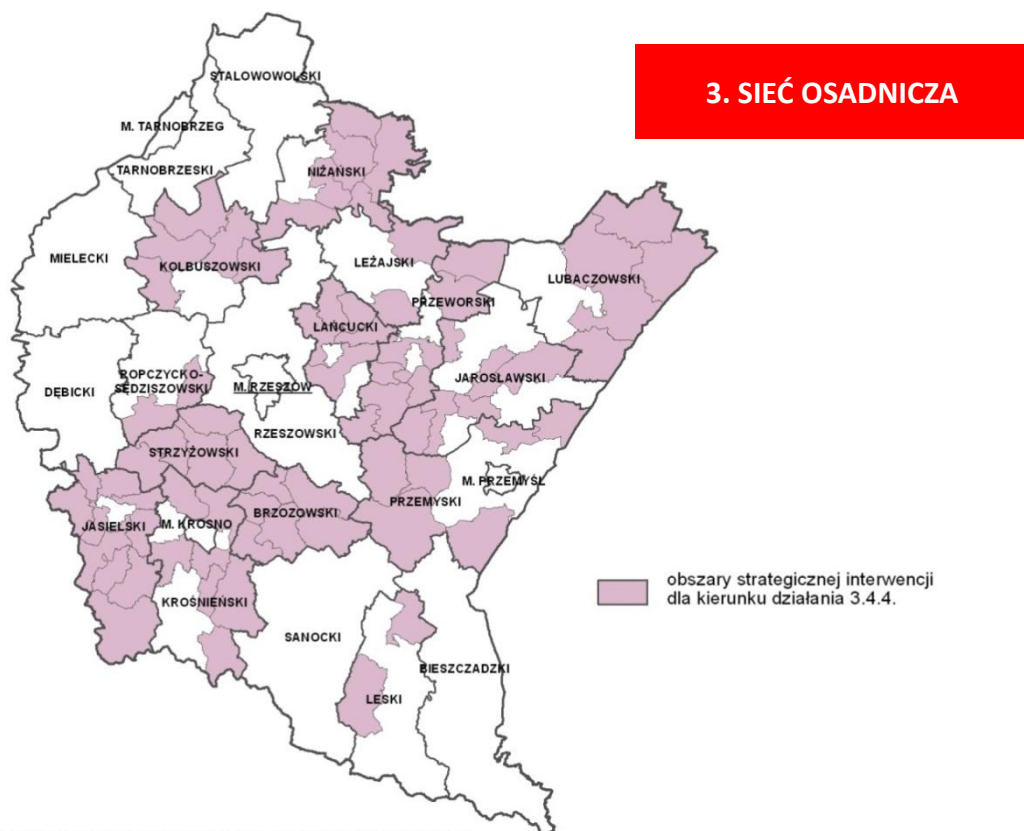 3. SIEĆ OSADNICZA
STALOWOWOLSKI
M. TARNOBRZEG
TARNOBRZESKI
NIŻAŃSKI
MIELECKI
KOLBUSZOWSKI
LEŻAJSKI
LUBACZOWSKI
PRZEWORSKI
ŁAŃCUCKI
ROPCZYCKO-
SĘDZISZOWSKI
DĘBICKI
M. RZESZÓW
JAROSŁAWSKI
RZESZOWSKI
STRZYŻOWSKI
M. PRZEMYŚL
PRZEMYSKI
BRZOZOWSKI
JASIELSKI
M. KROSNO
obszary strategicznej interwencji
dla kierunku działania 3.4.4.
KROŚNIEŃSKI
SANOCKI
BIESZCZADZKI
LESKI